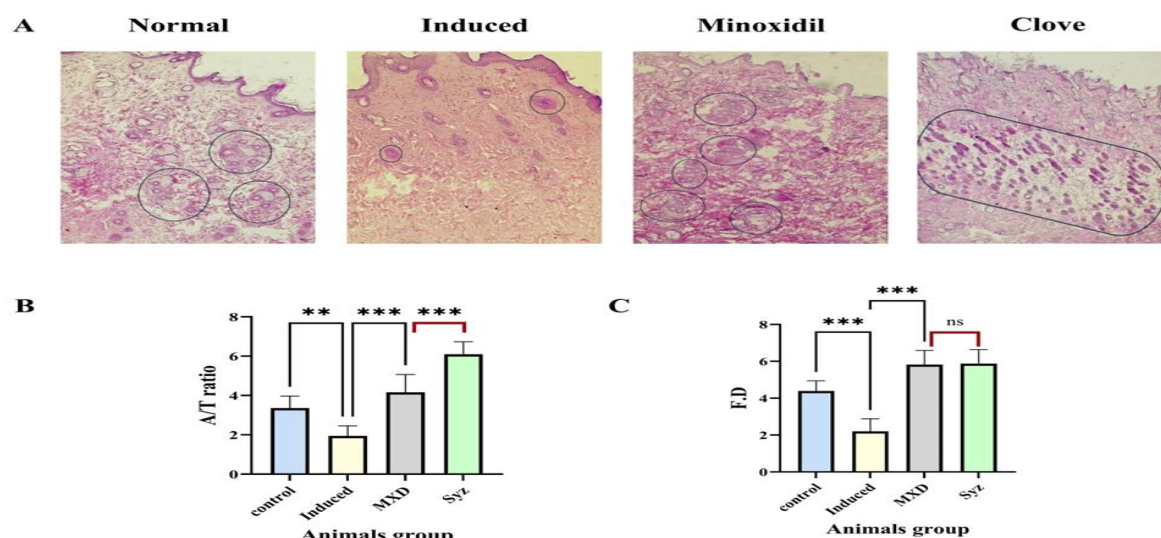 A
Normal
Induced
Minoxidil
Clove
B
** *** ***
8
6
4
2
0
A/T ratio
control
Induced
MXD
Syz
Animals group
C
***
***
ns
8
6
4
2
0
F.D
control
Induced
MXD
Syz
Animals group